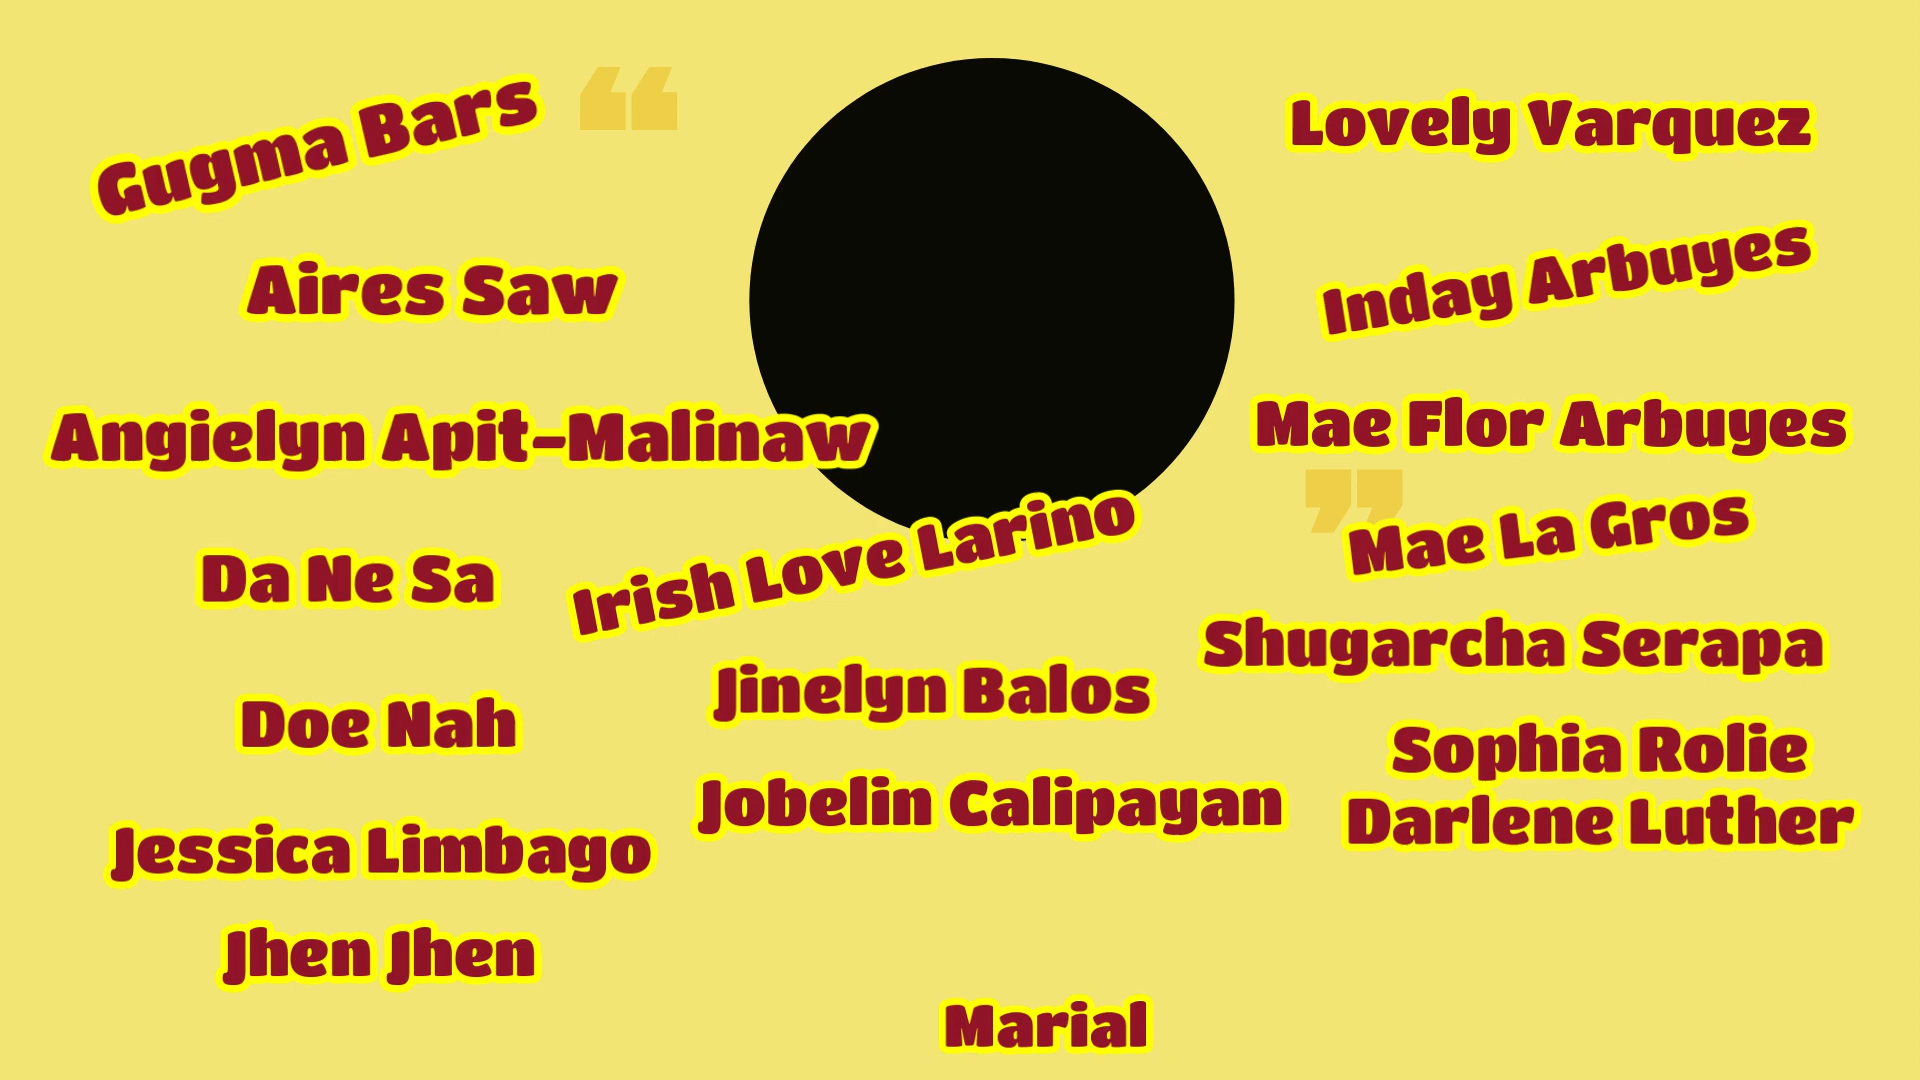 Gugma Bars
Aires Saw
Angielyn Apit-Malinaw
Da Ne Sa
Doe Nah
Jessica Limbago
Jhen Jhen
❝
Irish Love Larino
Jinelyn Balos
Jobelin Calipayan
Marial
Lovely Varquez
Inday Arbuyes
Mae Flor Arbuyes
❞
Mae La Gros
Shugarcha Serapa
Sophia Rolie
Darlene Luther